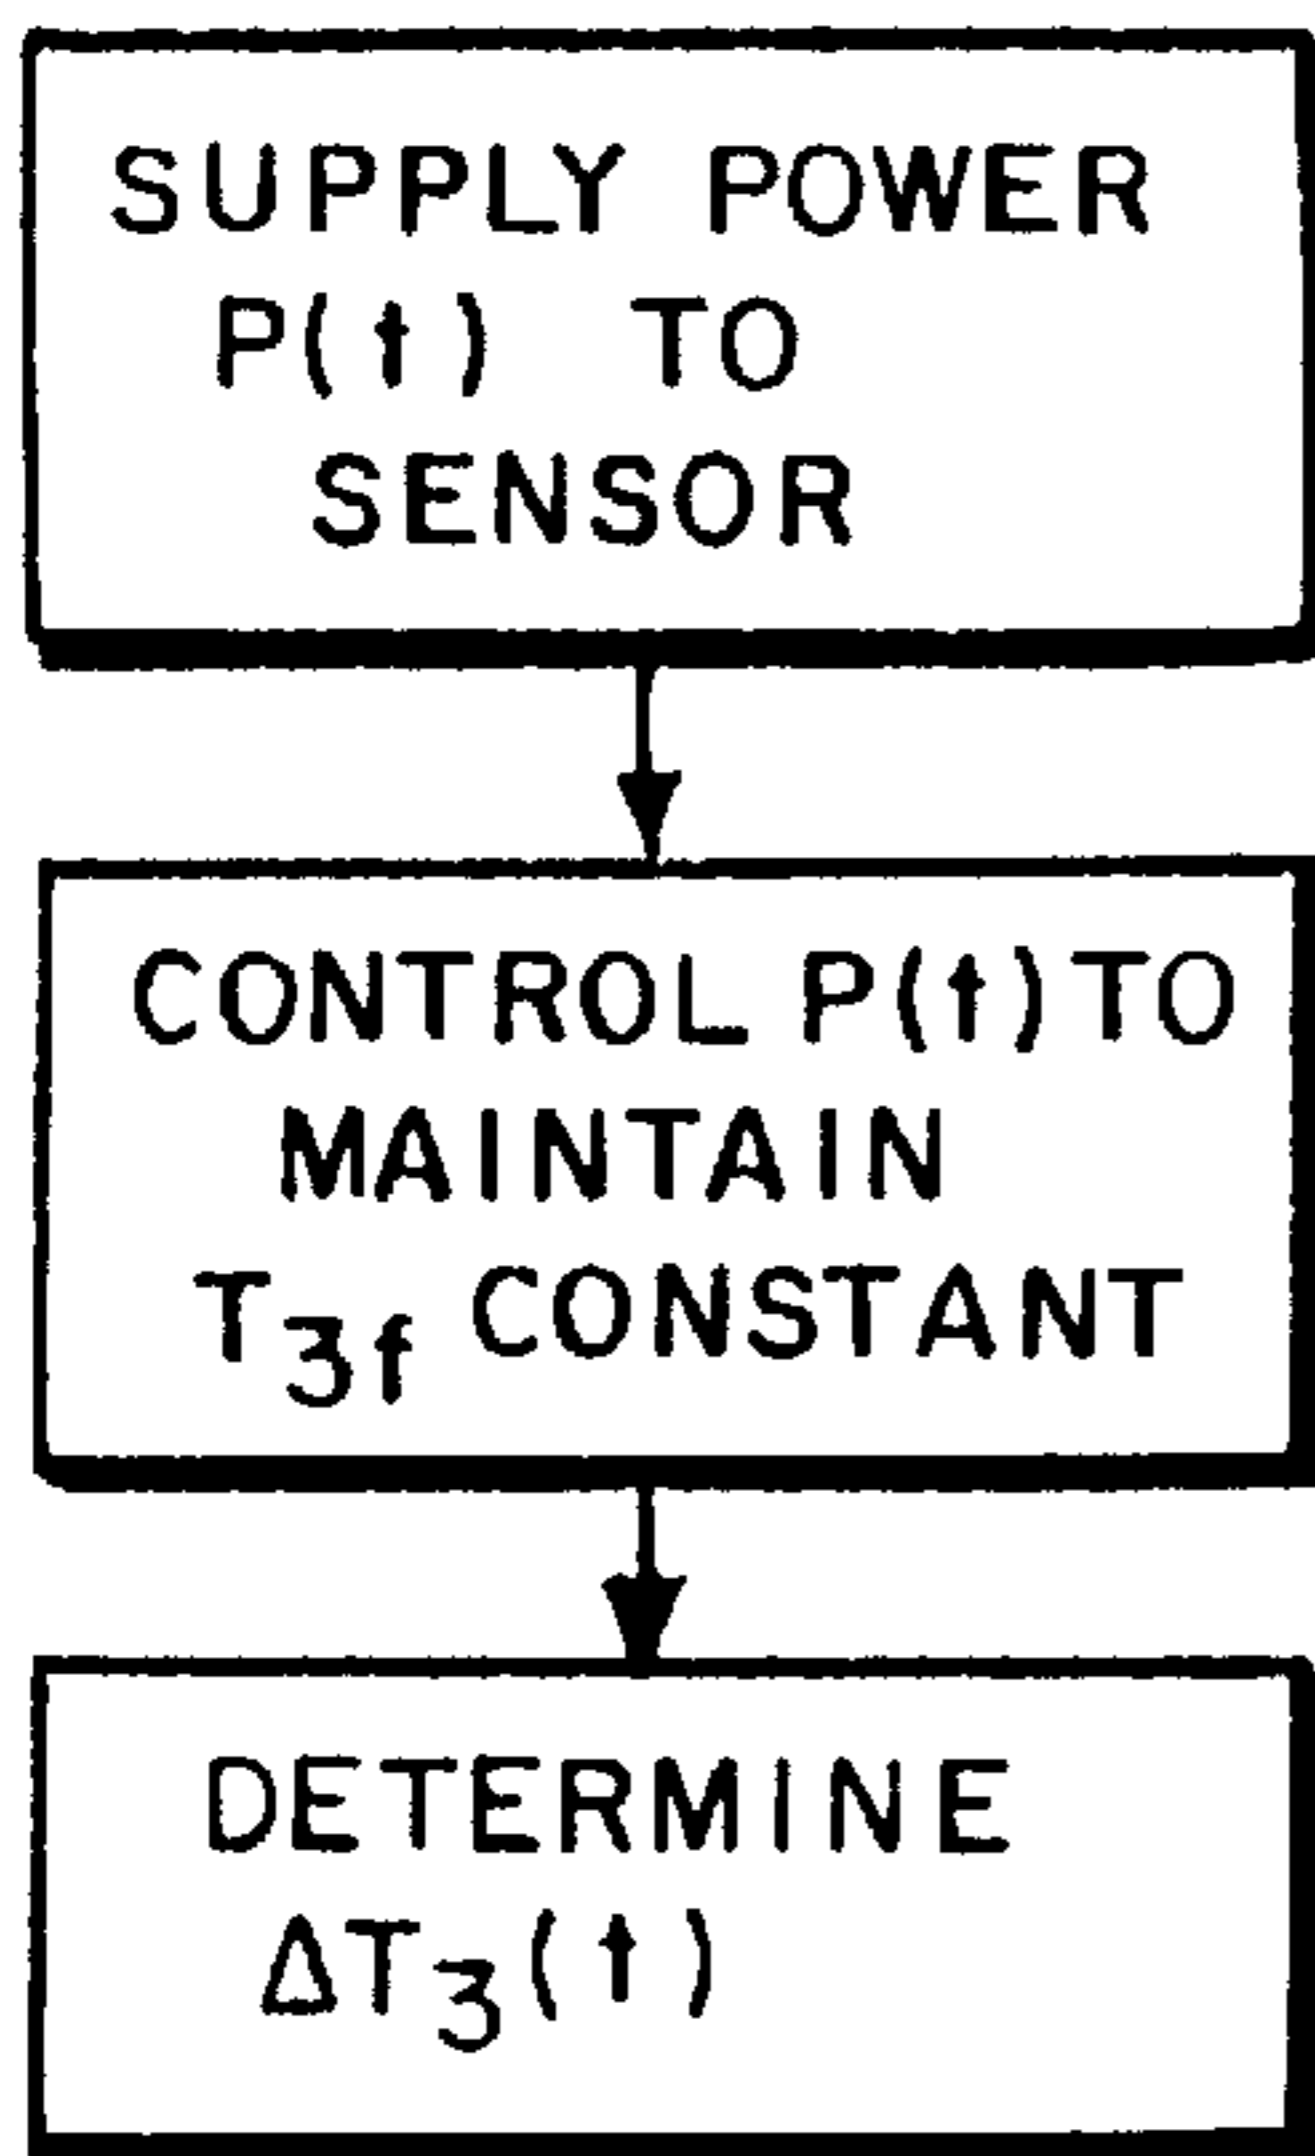 SUPPLY POWER
P(t) TO
SENSOR
CONTROL P(t) TO
MAINTAIN
T₃f CONSTANT
DETERMINE
ΔT₃(t)